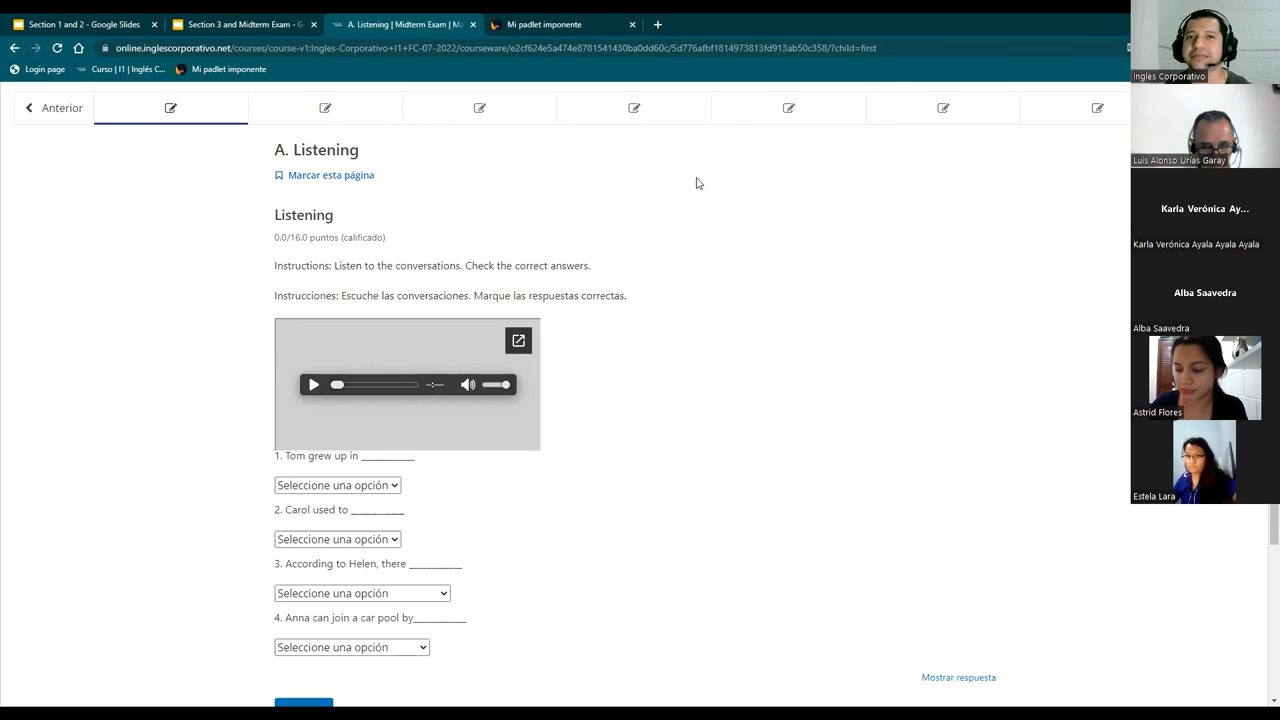 Section 1 and 2 - Google Slides
Section 3 and Midterm Exam - G
A. Listening | Midterm Exam | Ma
Mi padlet imponente
online.inglescorporativo.net/courses/course-v1:Ingles-Corporativo+I1+FC-07-2022/courseware/e2cf624e5a474e8781541430ba0dd60c/5d776afbf1814973813fd913ab50c358/?child=first
Login page
Curso | I1 | Inglés C...
Mi padlet imponente
Anterior
A. Listening
Marcar esta página
Listening
0.0/16.0 puntos (calificado)
Instructions: Listen to the conversations. Check the correct answers.
Instrucciones: Escuche las conversaciones. Marque las respuestas correctas.
-:--
1. Tom grew up in ____________
Seleccione una opción
2. Carol used to ____________
Seleccione una opción
3. According to Helen, there ____________
Seleccione una opción
4. Anna can join a car pool by____________
Seleccione una opción
Mostrar respuesta
Ingles Corporativo
Luis Alonso Urías Garay
Karla Verónica Ay...
Karla Verónica Ayala Ayala Ayala
Alba Saavedra
Alba Saavedra
Astrid Flores
Estela Lara